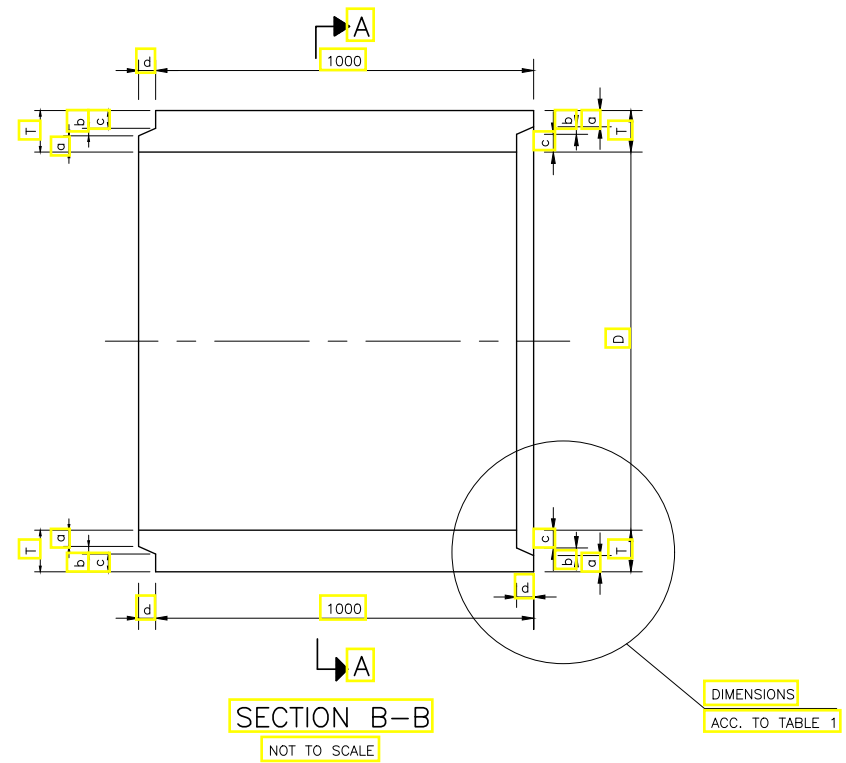 A
d 1000
T b c b a T
a c
D
a c
T b c b a T
d
d 1000
A
DIMENSIONS
SECTION B-B
ACC. TO TABLE 1
NOT TO SCALE